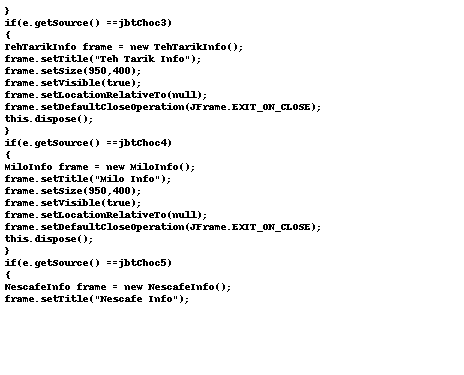 }
if(e.getSource() ==jbtChoc3)
{
TehTarikInfo frame = new TehTarikInfo();
frame.setTitle("Teh Tarik Info");
frame.setSize(950,400);
frame.setVisible(true);
frame.setLocationRelativeTo(null);
frame.setDefaultCloseOperation(JFrame.EXIT_ON_CLOSE);
this.dispose();
}
if(e.getSource() ==jbtChoc4)
{
MiloInfo frame = new MiloInfo();
frame.setTitle("Milo Info");
frame.setSize(950,400);
frame.setVisible(true);
frame.setLocationRelativeTo(null);
frame.setDefaultCloseOperation(JFrame.EXIT_ON_CLOSE);
this.dispose();
}
if(e.getSource() ==jbtChoc5)
{
NescafeInfo frame = new NescafeInfo();
frame.setTitle("Nescafe Info");